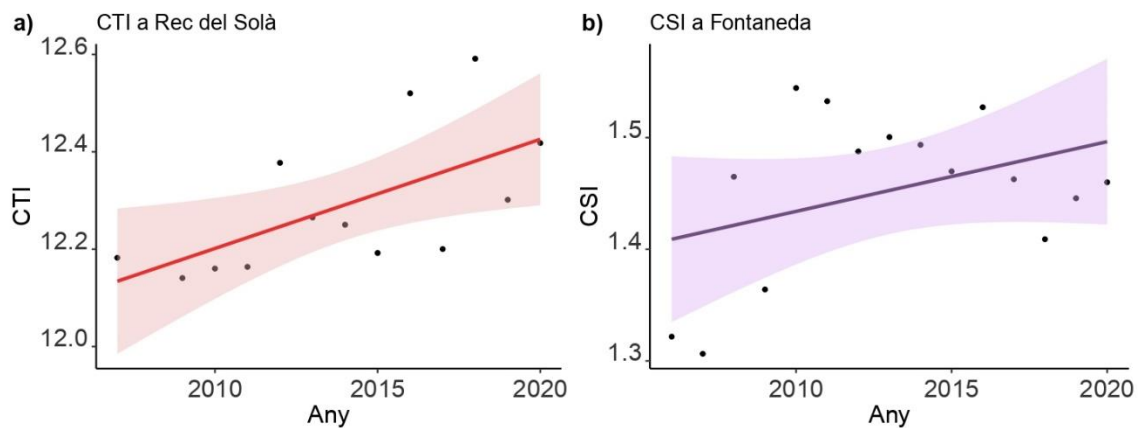 a) CTI a Rec del Solà
12.6
12.4
12.2
12.0
CTI
2010 2015 2020
Any
b) CSI a Fontaneda
1.5
1.4
1.3
CSI
2010 2015 2020
Any